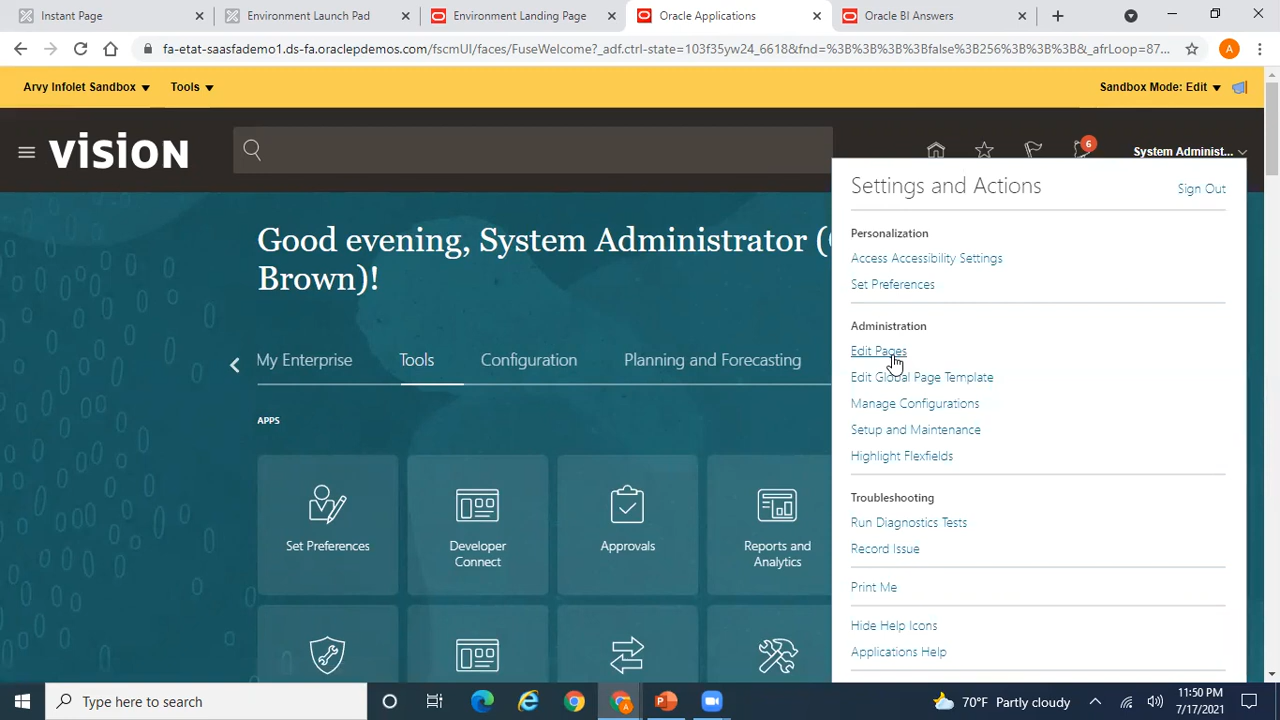 Instant Page
Environment Launch Pad
Environment Landing Page
Oracle Applications
Oracle BI Answers
fa-etat-saasfademo1.ds-fa.oraclepdemos.com/fscmUI/faces/FuseWelcome?_adf.ctrl-state=103f35yw24_6618&fnd=%3B%3B%3B%3Bfalse%3B256%3B%3B%3B&_afrLoop=87...
A
Arvy Infolet Sandbox
Tools
Sandbox Mode: Edit
VISION
6
System Administ...
Settings and Actions
Sign Out
Personalization
Access Accessibility Settings
Set Preferences
Administration
Edit Pages
Edit Global Page Template
Manage Configurations
Setup and Maintenance
Highlight Flexfields
Troubleshooting
Run Diagnostics Tests
Record Issue
Print Me
Hide Help Icons
Applications Help
Good evening, System Administrator (
Brown)!
My Enterprise
Tools
Configuration
Planning and Forecasting
APPS
Set Preferences
Developer
Connect
Approvals
Reports and
Analytics
Type here to search
70°F Partly cloudy
11:50 PM
7/17/2021